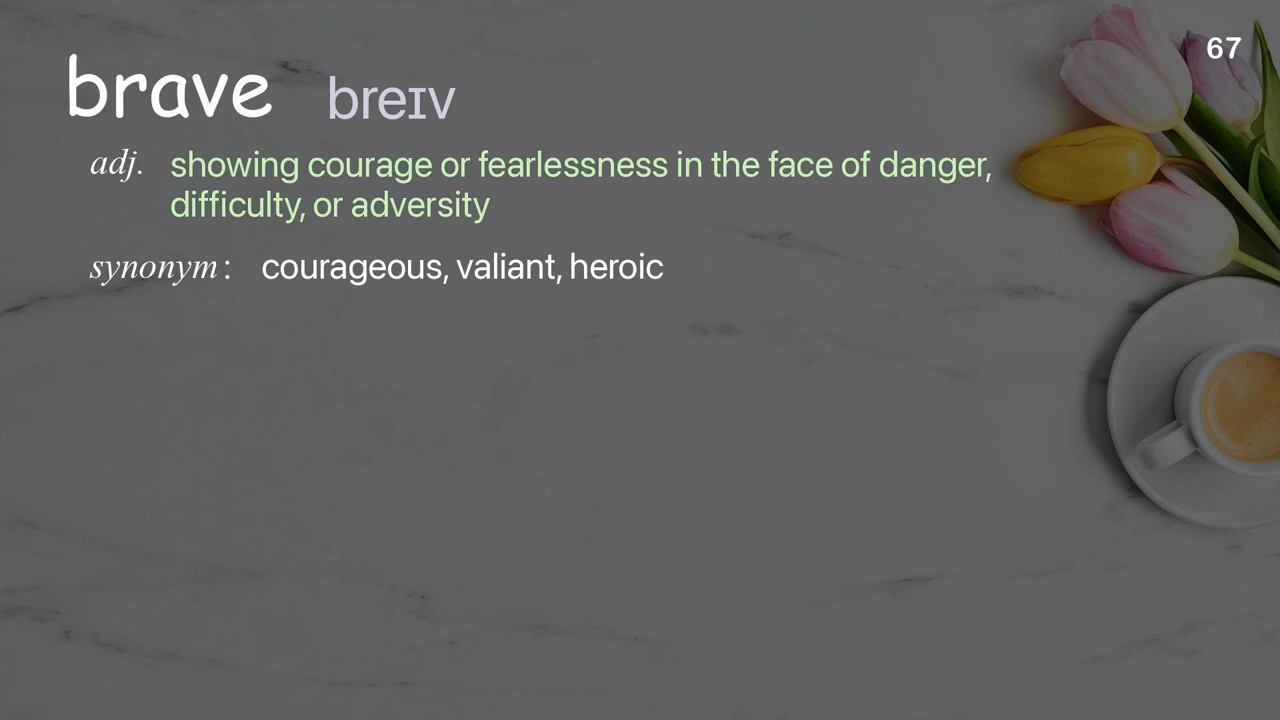 67
brave breɪv
adj. showing courage or fearlessness in the face of danger,
difficulty, or adversity
synonym : courageous, valiant, heroic